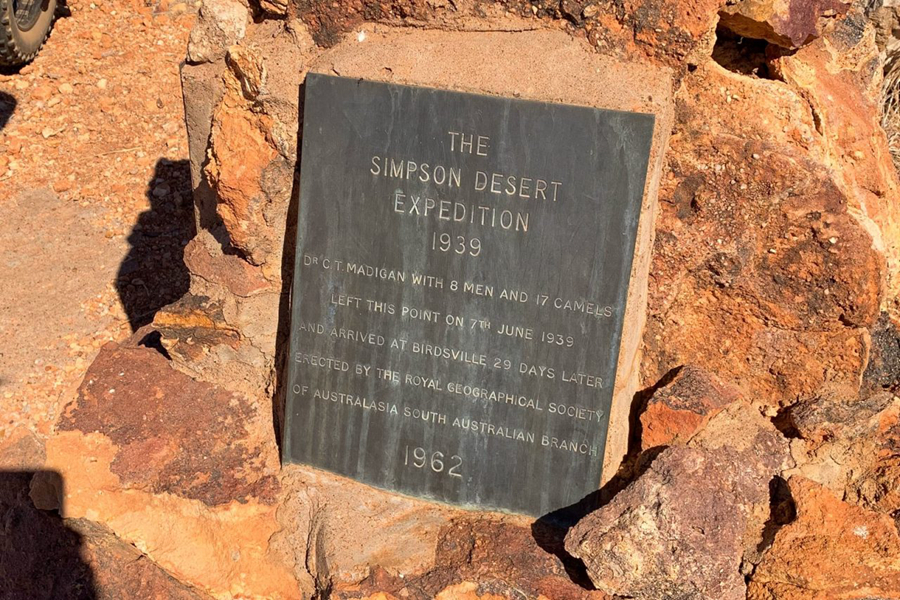 THE
SIMPSON DESERT
EXPEDITION
1939
DR C.T. MADIGAN WITH 8 MEN AND 17 CAMELS
LEFT THIS POINT ON 7TH JUNE 1939
AND ARRIVED AT BIRDSVILLE 29 DAYS LATER
ERECTED BY THE ROYAL GEOGRAPHICAL SOCIETY
OF AUSTRALASIA SOUTH AUSTRALIAN BRANCH
1962